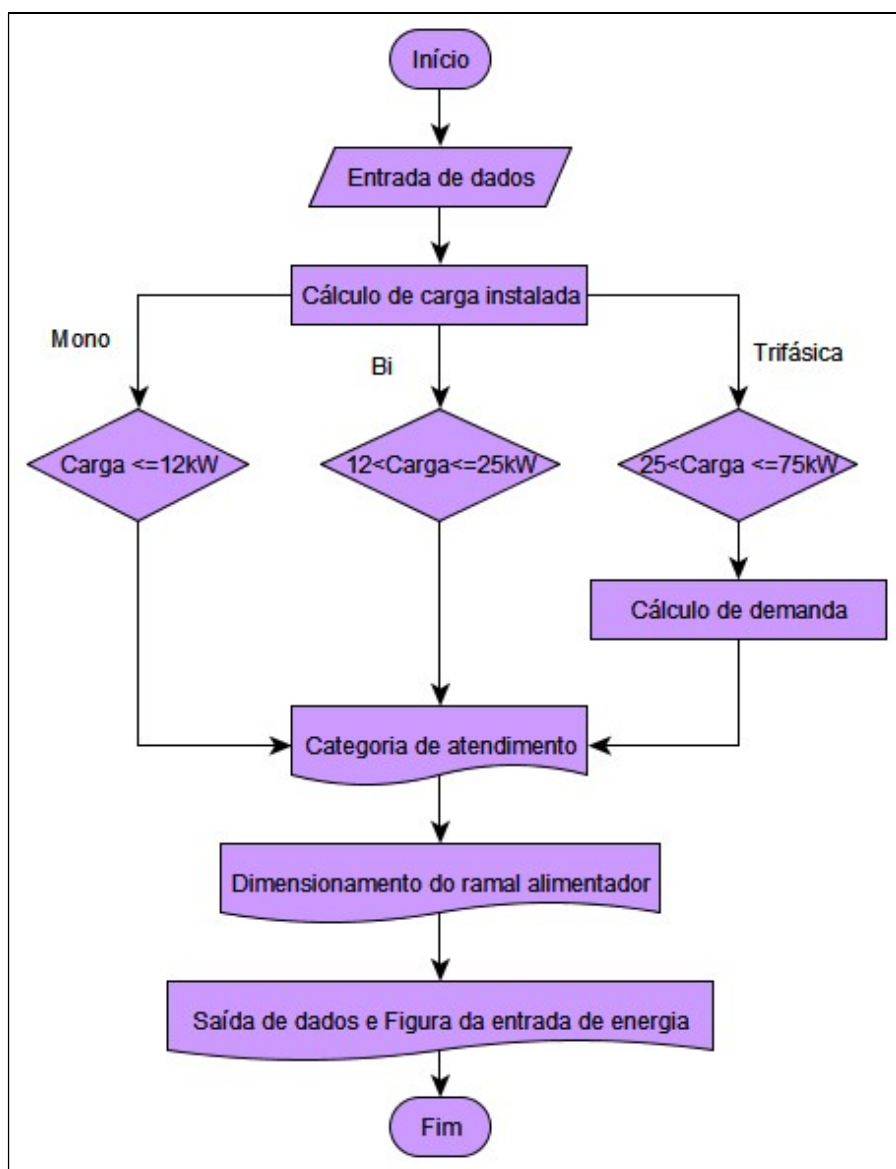 Início
Entrada de dados
Cálculo de carga instalada
Mono
Bi
Trifásica
Carga <=12kW
12<Carga<=25kW
25<Carga <=75kW
Cálculo de demanda
Categoria de atendimento
Dimensionamento do ramal alimentador
Saída de dados e Figura da entrada de energia
Fim